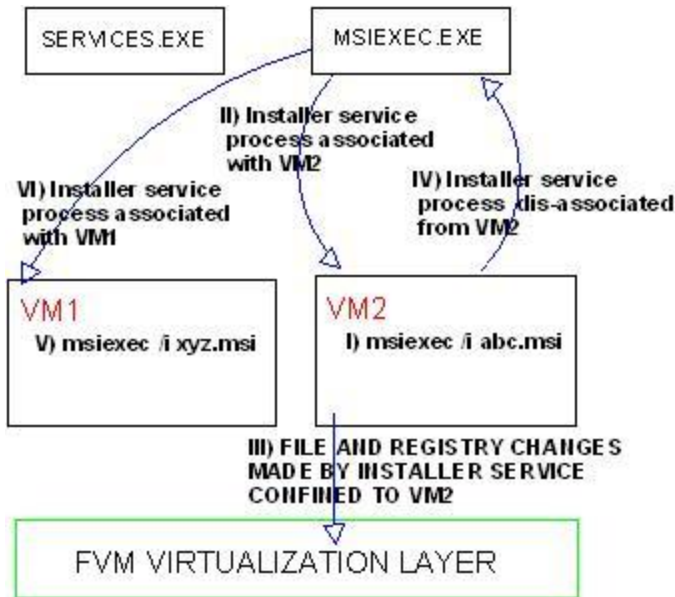 SERVICES.EXE
MSIEXEC.EXE
II) Installer service
process associated
with VM2
VI) Installer service
process associated
with VM1
IV) Installer service
process dis-associated
from VM2
VM1
V) msiexec /i xyz.msi
VM2
I) msiexec /i abc.msi
III) FILE AND REGISTRY CHANGES
MADE BY INSTALLER SERVICE
CONFINED TO VM2
FVM VIRTUALIZATION LAYER